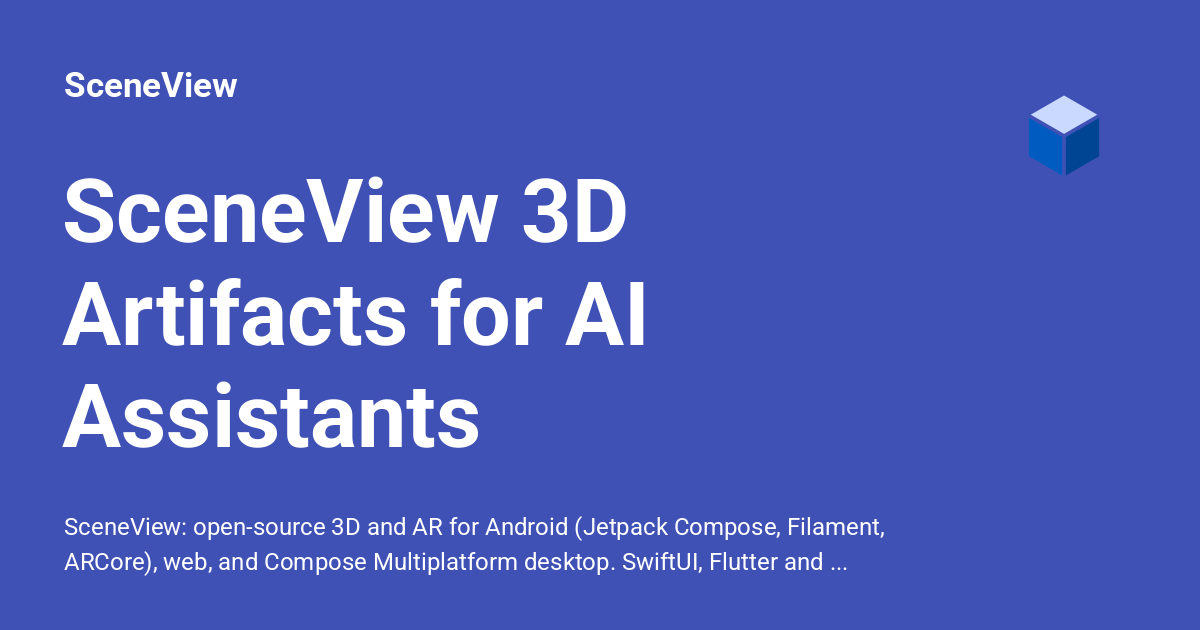 SceneView
SceneView 3D
Artifacts for AI
Assistants
SceneView: open-source 3D and AR for Android (Jetpack Compose, Filament,
ARCore), web, and Compose Multiplatform desktop. SwiftUI, Flutter and ...